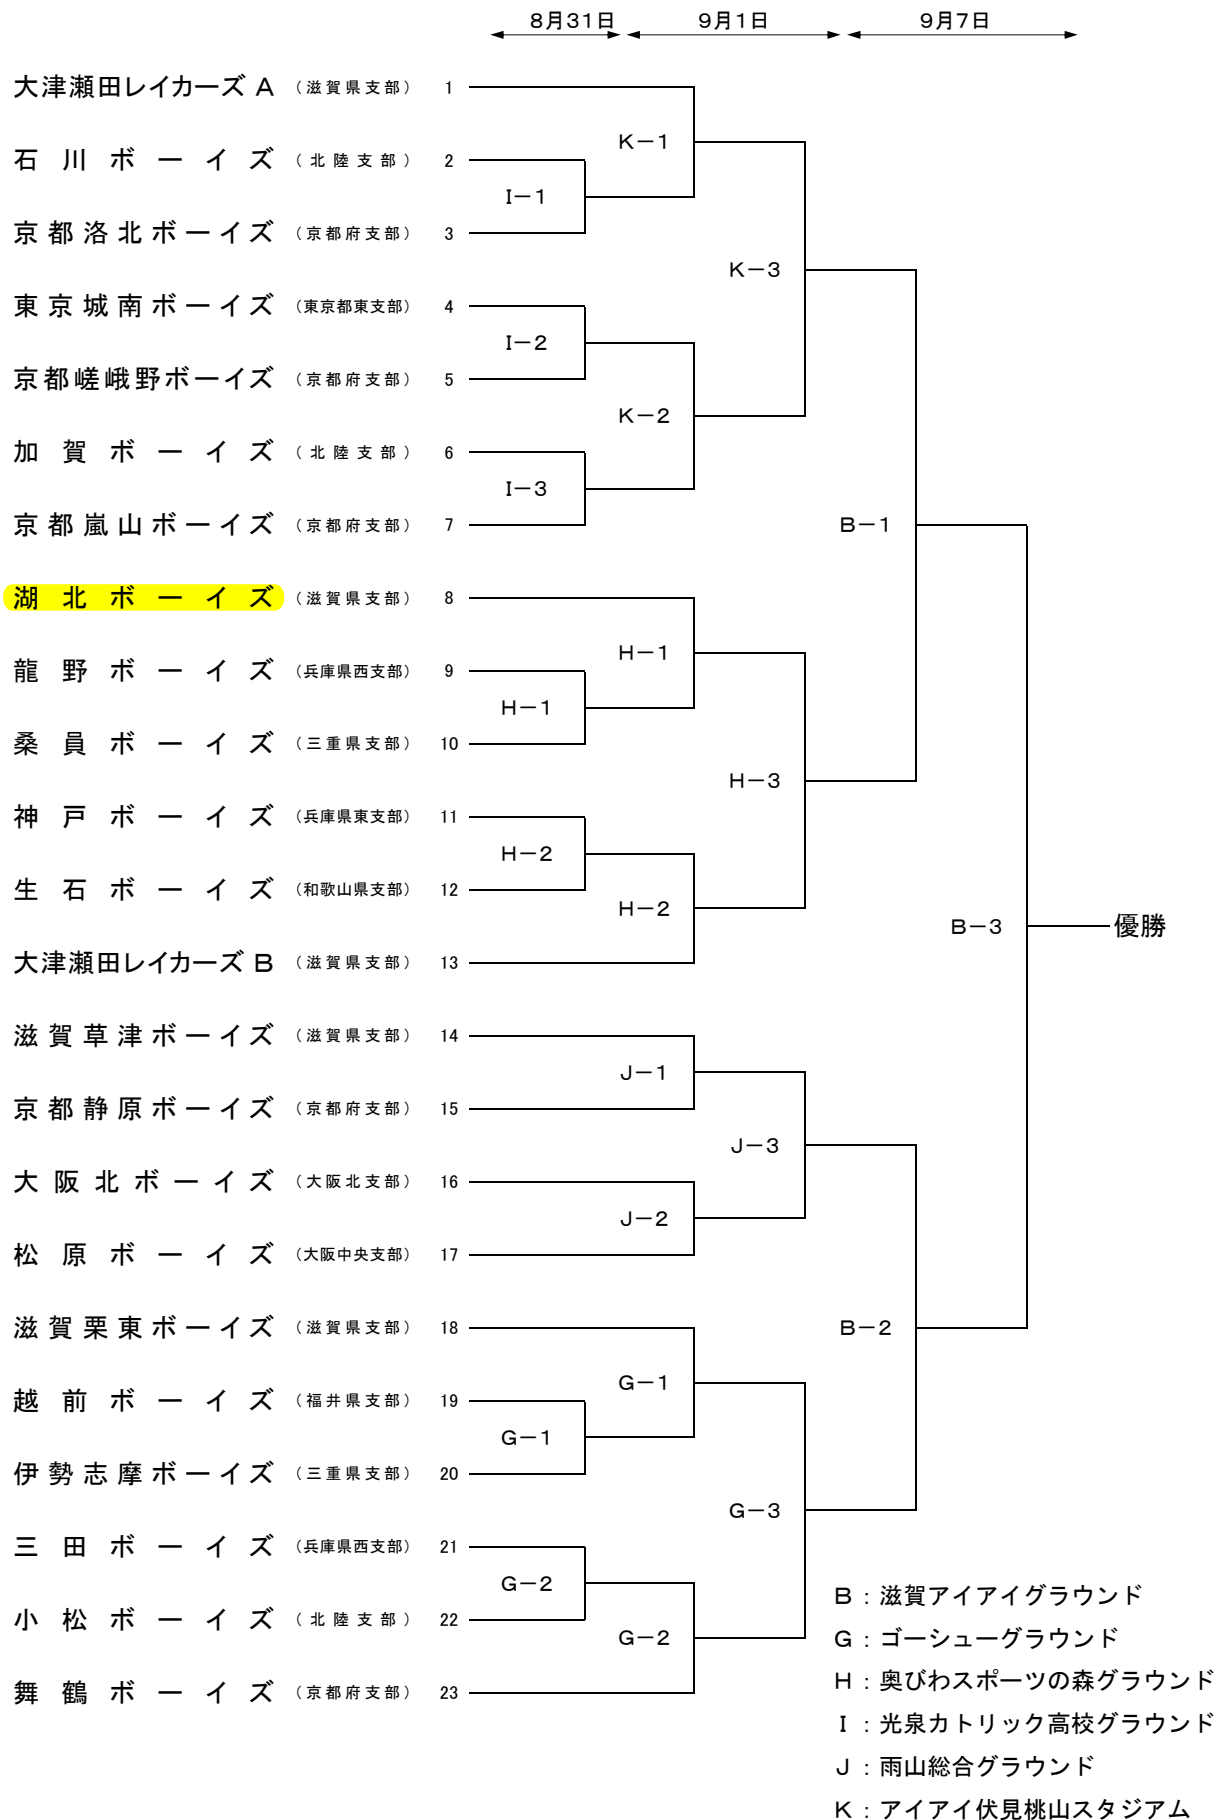 8月31日 9月1日 9月7日
大津瀬田レイカーズ A (滋賀県支部) 1
K－1
石川ボーイズ (北陸支部) 2
I－1
京都洛北ボーイズ (京都府支部) 3
K－3
東京城南ボーイズ (東京都東支部) 4
I－2
京都嵯峨野ボーイズ (京都府支部) 5
K－2
加賀ボーイズ (北陸支部) 6
I－3
京都嵐山ボーイズ (京都府支部) 7
B－1
湖北ボーイズ (滋賀県支部) 8
H－1
龍野ボーイズ (兵庫県西支部) 9
H－1
桑員ボーイズ (三重県支部) 10
H－3
神戸ボーイズ (兵庫県東支部) 11
H－2
生石ボーイズ (和歌山県支部) 12
H－2
B－3 優勝
大津瀬田レイカーズ B (滋賀県支部) 13
滋賀草津ボーイズ (滋賀県支部) 14
J－1
京都静原ボーイズ (京都府支部) 15
J－3
大阪北ボーイズ (大阪北支部) 16
J－2
松原ボーイズ (大阪中央支部) 17
滋賀栗東ボーイズ (滋賀県支部) 18
B－2
G－1
越前ボーイズ (福井県支部) 19
G－1
伊勢志摩ボーイズ (三重県支部) 20
G－3
三田ボーイズ (兵庫県西支部) 21
G－2
小松ボーイズ (北陸支部) 22
G－2
舞鶴ボーイズ (京都府支部) 23
B：滋賀アイアイグラウンド
G：ゴーシューグラウンド
H：奥びわスポーツの森グラウンド
I：光泉カトリック高校グラウンド
J：雨山総合グラウンド
K：アイアイ伏見桃山スタジアム